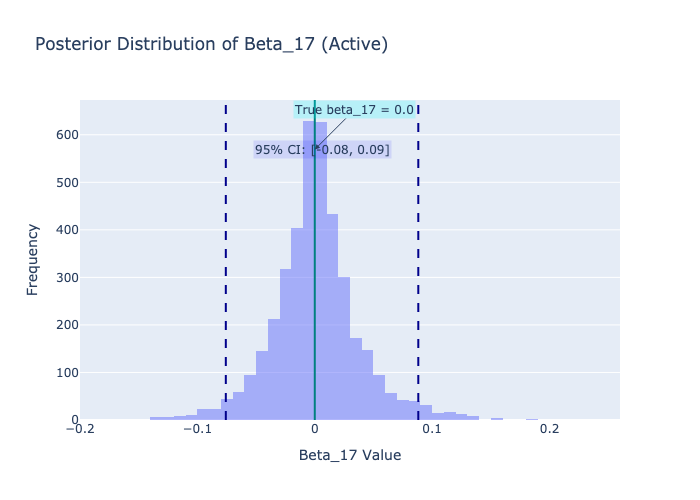 Posterior Distribution of Beta_17 (Active)
True beta_17 = 0.0
95% CI: [-0.08, 0.09]
600
500
400
300
200
100
0
−0.2
−0.1
0
0.1
0.2
Frequency
Beta_17 Value